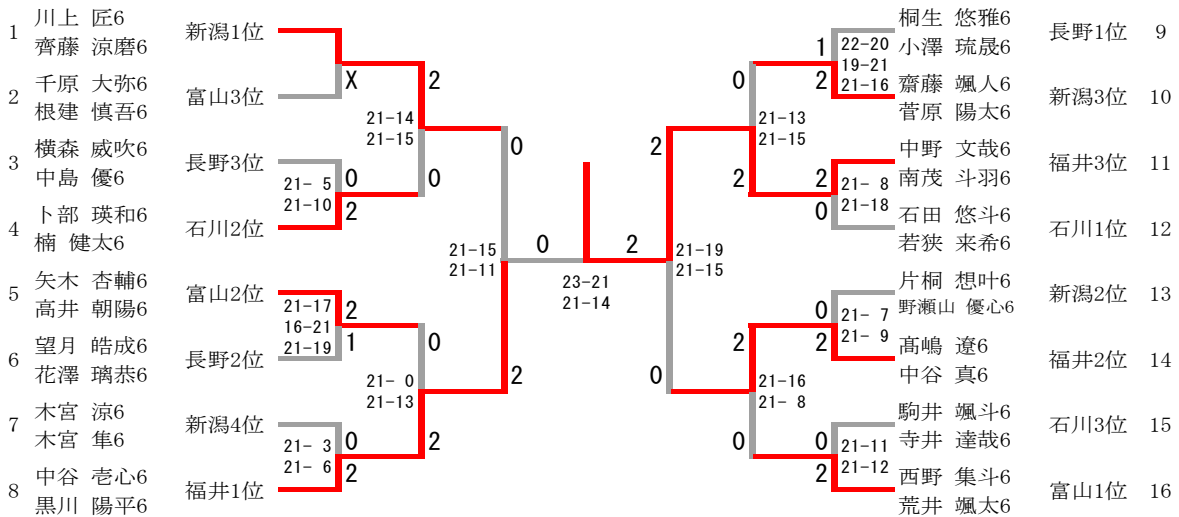 1 川上 匠6 新潟1位
齊藤 涼磨6
2 千原 大弥6 富山3位
根建 慎吾6
3 横森 威吹6 長野3位
中島 優6
4 卜部 瑛和6 石川2位
楠 健太6
5 矢木 杏輔6 富山2位
高井 朝陽6
6 望月 皓成6 長野2位
花澤 璃恭6
7 木宮 涼6 新潟4位
木宮 隼6
8 中谷 壱心6 福井1位
黒川 陽平6
X
2
21-14
21-15
0
21- 5
21-10
0
2
0
21-15
21-11
21-17
16-21
21-19
2
1
0
21- 0
21-13
2
2
21- 3
21- 6
0
2
0
2
23-21
21-14
桐生 悠雅6 長野1位 9
小澤 琉晟6
齋藤 颯人6 新潟3位 10
菅原 陽太6
中野 文哉6 福井3位 11
南茂 斗羽6
石田 悠斗6 石川1位 12
若狭 来希6
片桐 想叶6 新潟2位 13
野瀬山 優心6
髙嶋 遼6 福井2位 14
中谷 真6
駒井 颯斗6 石川3位 15
寺井 達哉6
西野 集斗6 富山1位 16
荒井 颯太6
1
22-20
19-21
21-16
2
0
21-13
21-15
2
2
21- 8
21-18
0
2
21-19
21-15
0
0
21- 7
21- 9
2
2
21-16
21- 8
0
0
21-11
21-12
2